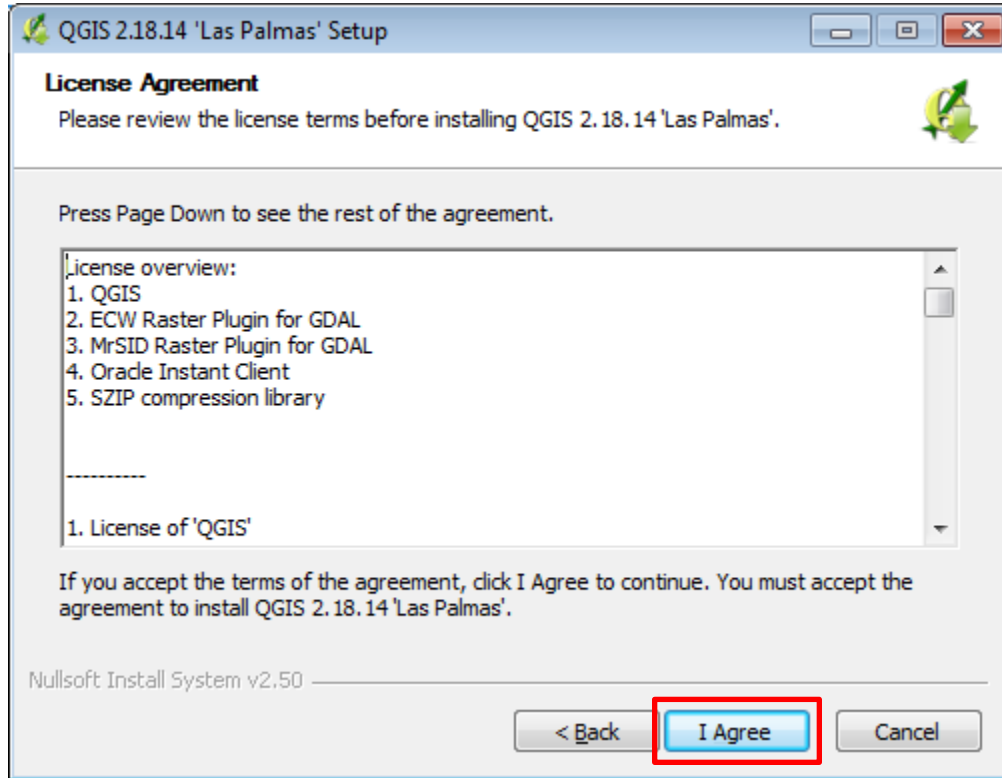 QGIS 2.18.14 'Las Palmas' Setup
License Agreement
Please review the license terms before installing QGIS 2.18.14 'Las Palmas'.
Press Page Down to see the rest of the agreement.
License overview:
1. QGIS
2. ECW Raster Plugin for GDAL
3. MrSID Raster Plugin for GDAL
4. Oracle Instant Client
5. SZIP compression library
----------
1. License of 'QGIS'
If you accept the terms of the agreement, click I Agree to continue. You must accept the
agreement to install QGIS 2.18.14 'Las Palmas'.
Nullsoft Install System v2.50
< Back
I Agree
Cancel